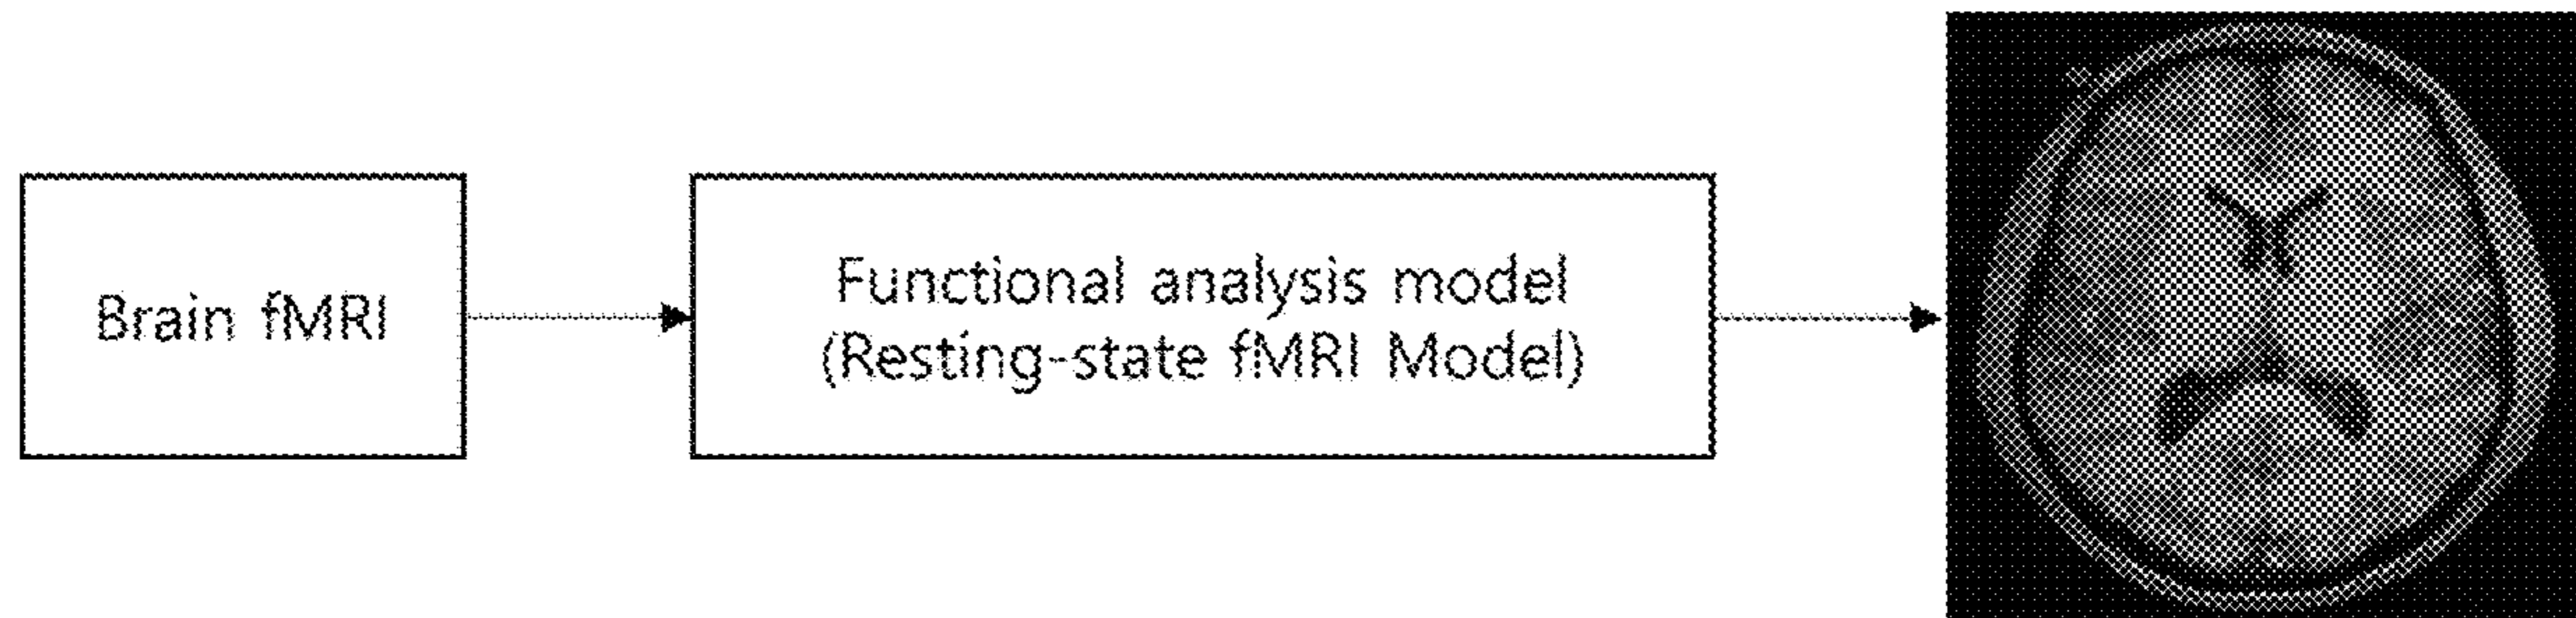 Brain fMRI
Functional analysis model
(Resting-state fMRI Model)